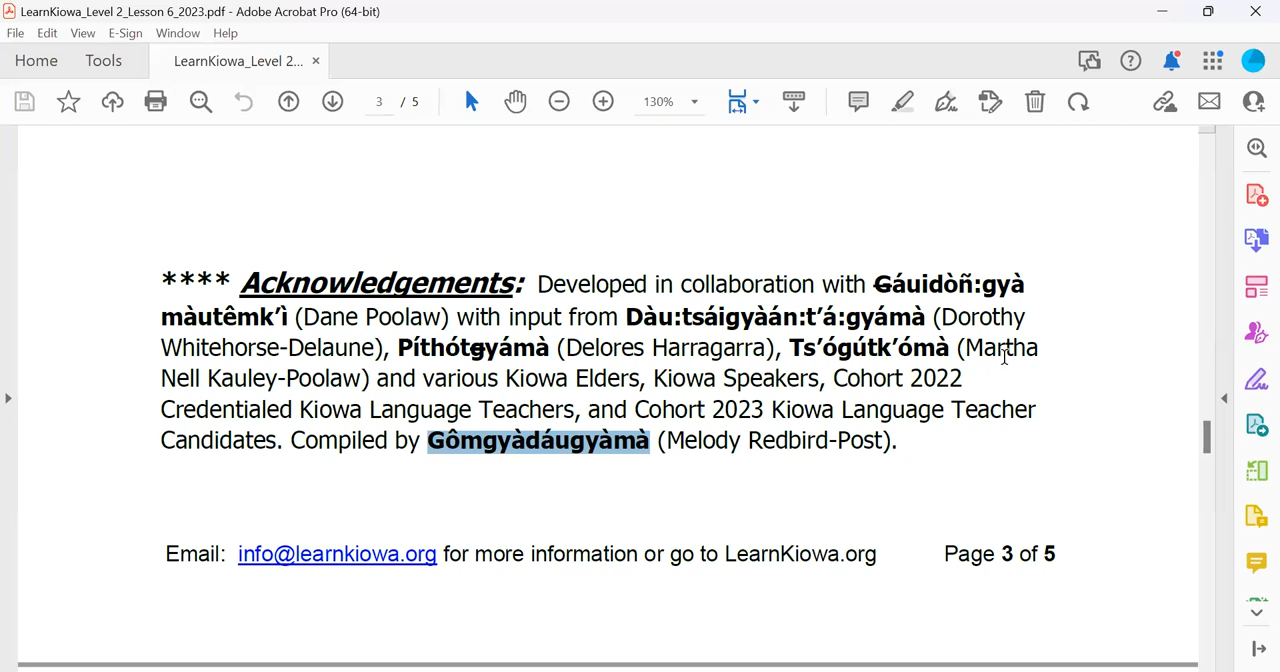 LearnKiowa_Level 2_Lesson 6_2023.pdf - Adobe Acrobat Pro (64-bit)
File Edit View E-Sign Window Help
Home Tools LearnKiowa_Level 2... ×
3 / 5 130%
**** Acknowledgements: Developed in collaboration with G̶áuidòñ:gyà
màutêmk’ì (Dane Poolaw) with input from Dàu:tsáigyàán:t’á:gyámà (Dorothy
Whitehorse-Delaune), Píthótg̶yámà (Delores Harragarra), Ts’ógútk’ómà (Martha
Nell Kauley-Poolaw) and various Kiowa Elders, Kiowa Speakers, Cohort 2022
Credentialed Kiowa Language Teachers, and Cohort 2023 Kiowa Language Teacher
Candidates. Compiled by Gômgyàdáugyàmà (Melody Redbird-Post).
Email: info@learnkiowa.org for more information or go to LearnKiowa.org Page 3 of 5